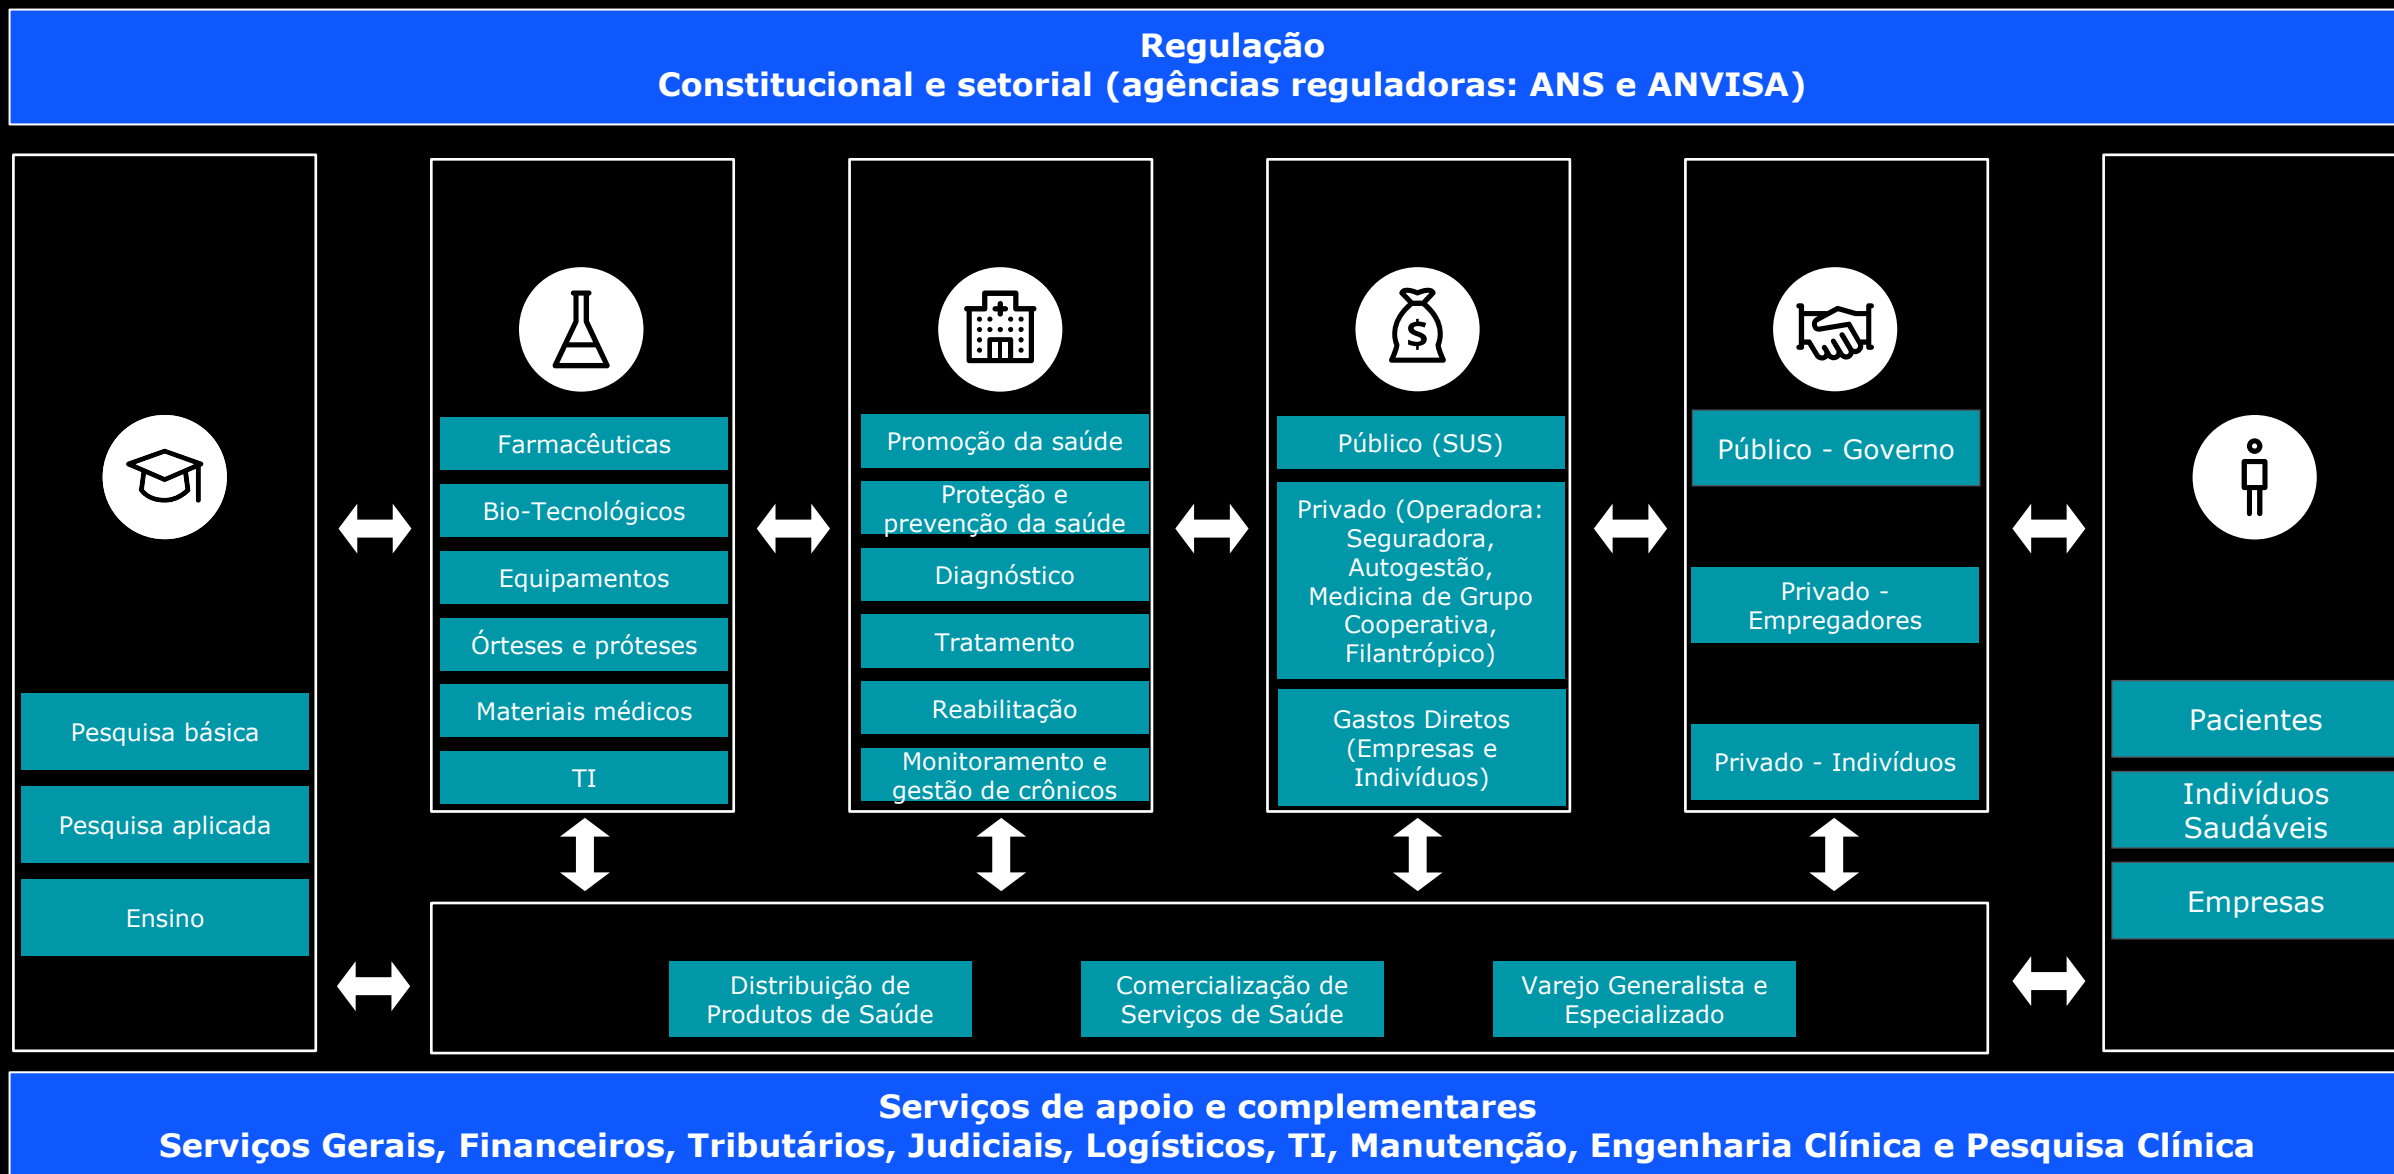 Regulação
Constitucional e setorial (agências reguladoras: ANS e ANVISA)
Pesquisa básica
Pesquisa aplicada
Ensino
Farmacêuticas
Bio-Tecnológicos
Equipamentos
Órteses e próteses
Materiais médicos
TI
Promoção da saúde
Proteção e
prevenção da saúde
Diagnóstico
Tratamento
Reabilitação
Monitoramento e
gestão de crônicos
$
Público (SUS)
Privado (Operadora:
Seguradora,
Autogestão,
Medicina de Grupo
Cooperativa,
Filantrópico)
Gastos Diretos
(Empresas e
Indivíduos)
Público - Governo
Privado -
Empregadores
Privado - Indivíduos
Pacientes
Indivíduos
Saudáveis
Empresas
Distribuição de
Produtos de Saúde
Comercialização de
Serviços de Saúde
Varejo Generalista e
Especializado
Serviços de apoio e complementares
Serviços Gerais, Financeiros, Tributários, Judiciais, Logísticos, TI, Manutenção, Engenharia Clínica e Pesquisa Clínica